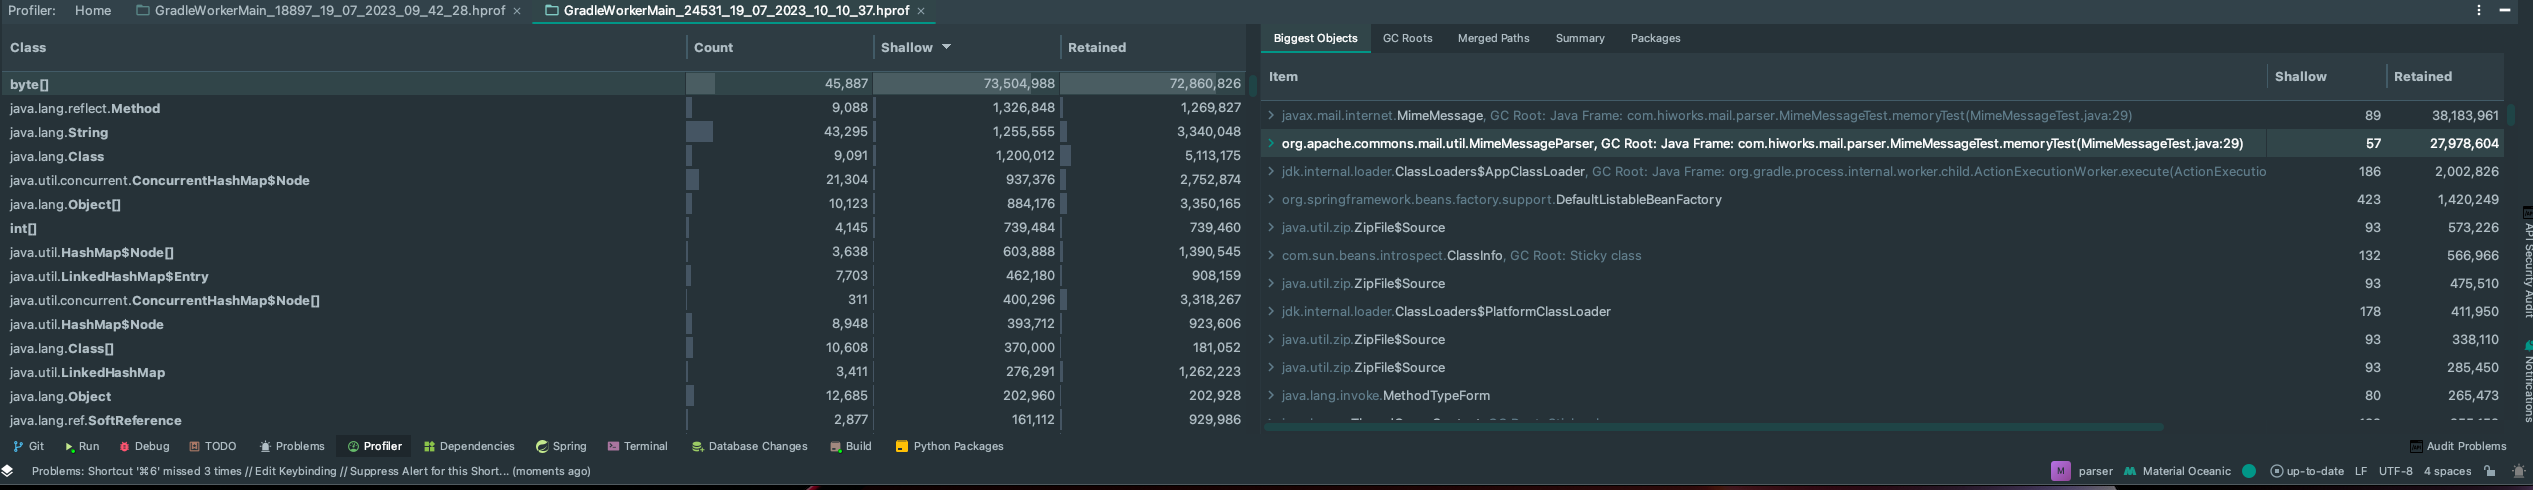 Profiler: Home GradleWorkerMain_18897_19_07_2023_09_42_28.hprof × GradleWorkerMain_24531_19_07_2023_10_10_37.hprof ×
Class Count Shallow Retained
byte[] 45,887 73,504,988 72,860,826
java.lang.reflect.Method 9,088 1,326,848 1,269,827
java.lang.String 43,295 1,255,555 3,340,048
java.lang.Class 9,091 1,200,012 5,113,175
java.util.concurrent.ConcurrentHashMap$Node 21,304 937,376 2,752,874
java.lang.Object[] 10,123 884,176 3,350,165
int[] 4,145 739,484 739,460
java.util.HashMap$Node[] 3,638 603,888 1,390,545
java.util.LinkedHashMap$Entry 7,703 462,180 908,159
java.util.concurrent.ConcurrentHashMap$Node[] 311 400,296 3,318,267
java.util.HashMap$Node 8,948 393,712 923,606
java.lang.Class[] 10,608 370,000 181,052
java.util.LinkedHashMap 3,411 276,291 1,262,223
java.lang.Object 12,685 202,960 202,928
java.lang.ref.SoftReference 2,877 161,112 929,986
Biggest Objects GC Roots Merged Paths Summary Packages
Item Shallow Retained
javax.mail.internet.MimeMessage, GC Root: Java Frame: com.hiworks.mail.parser.MimeMessageTest.memoryTest(MimeMessageTest.java:29) 89 38,183,961
org.apache.commons.mail.util.MimeMessageParser, GC Root: Java Frame: com.hiworks.mail.parser.MimeMessageTest.memoryTest(MimeMessageTest.java:29) 57 27,978,604
jdk.internal.loader.ClassLoaders$AppClassLoader, GC Root: Java Frame: org.gradle.process.internal.worker.child.ActionExecutionWorker.execute(ActionExecutio 186 2,002,826
org.springframework.beans.factory.support.DefaultListableBeanFactory 423 1,420,249
java.util.zip.ZipFile$Source 93 573,226
com.sun.beans.introspect.ClassInfo, GC Root: Sticky class 132 566,966
java.util.zip.ZipFile$Source 93 475,510
jdk.internal.loader.ClassLoaders$PlatformClassLoader 178 411,950
java.util.zip.ZipFile$Source 93 338,110
java.util.zip.ZipFile$Source 93 285,450
java.lang.invoke.MethodTypeForm 80 265,473
API Security Audit
Notifications
Git Run Debug TODO Problems Profiler Dependencies Spring Terminal Database Changes Build Python Packages Audit Problems
Problems: Shortcut '⌘6' missed 3 times // Edit Keybinding // Suppress Alert for this Short... (moments ago) M parser Material Oceanic up-to-date LF UTF-8 4 spaces